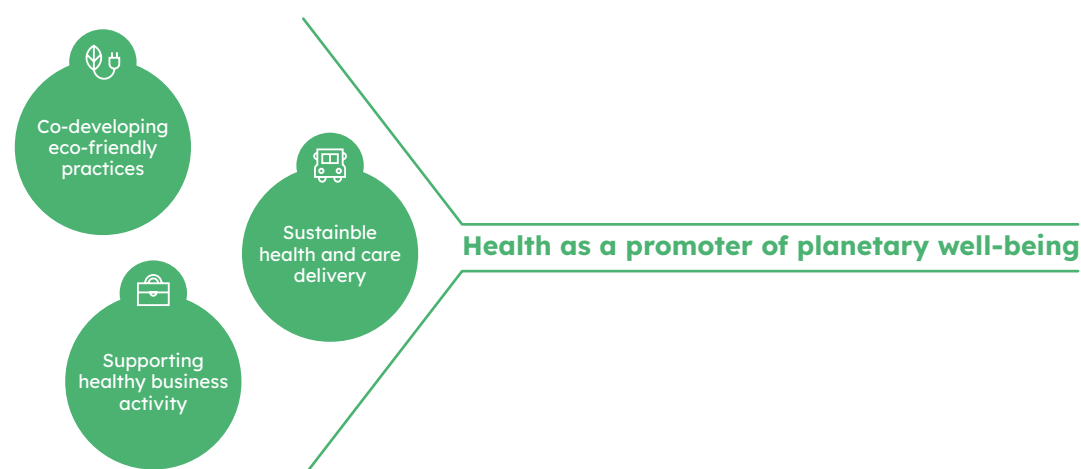 Co-developing
eco-friendly
practices
Sustainble
health and care
delivery
Supporting
healthy business
activity
Health as a promoter of planetary well-being